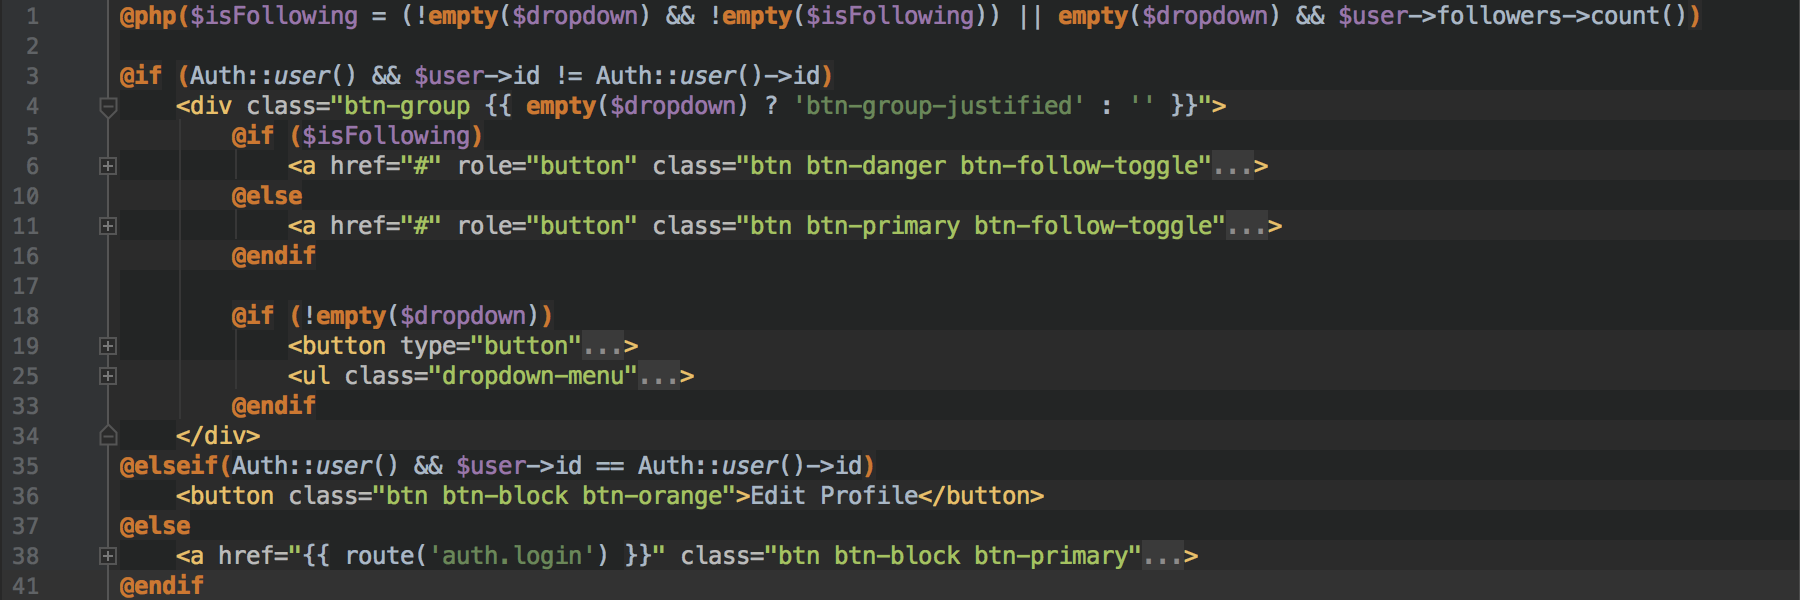 1 @php($isFollowing = (!empty($dropdown) && !empty($isFollowing)) || empty($dropdown) && $user->followers->count())
2
3 @if (Auth::user() && $user->id != Auth::user()->id)
4 <div class="btn-group {{ empty($dropdown) ? 'btn-group-justified' : '' }}">
5 @if ($isFollowing)
6 <a href="#" role="button" class="btn btn-danger btn-follow-toggle"...>
10 @else
11 <a href="#" role="button" class="btn btn-primary btn-follow-toggle"...>
16 @endif
17
18 @if (!empty($dropdown))
19 <button type="button"...>
25 <ul class="dropdown-menu"...>
33 @endif
34 </div>
35 @elseif(Auth::user() && $user->id == Auth::user()->id)
36 <button class="btn btn-block btn-orange">Edit Profile</button>
37 @else
38 <a href="{{ route('auth.login') }}" class="btn btn-block btn-primary"...>
41 @endif